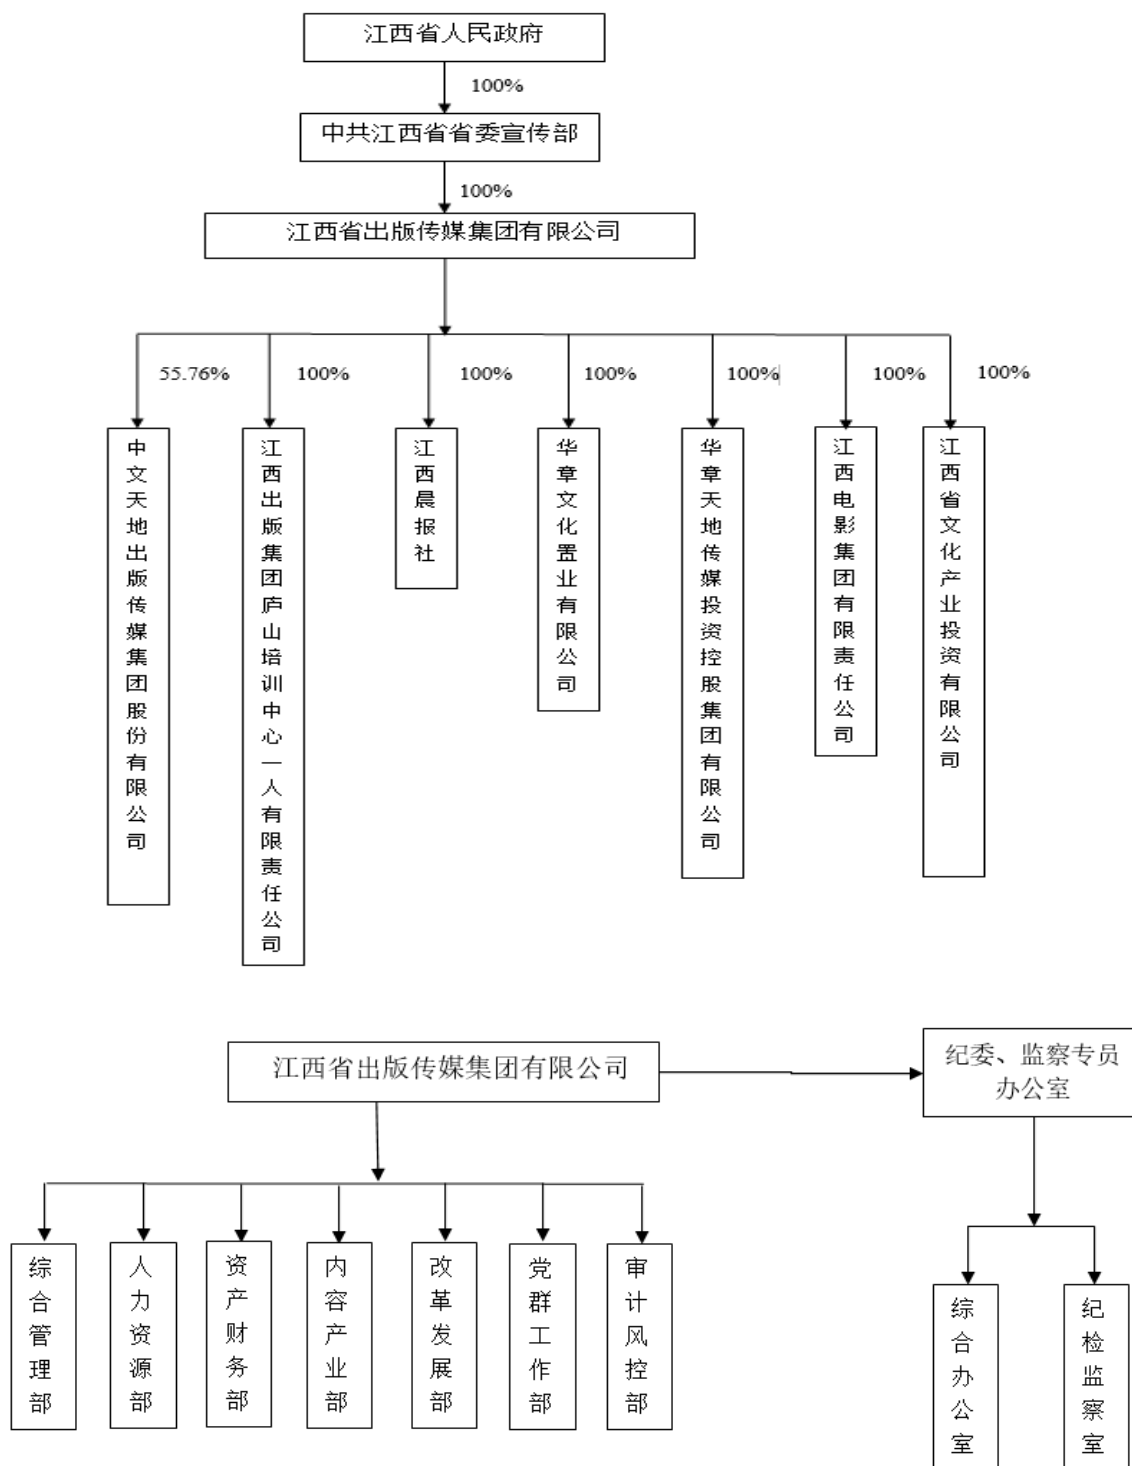 江西省人民政府
100%
中共江西省省委宣传部
100%
江西省出版传媒集团有限公司
55.76%
100%
100%
100%
100%
100%
100%
中文天地出版传媒集团股份有限公司
江西出版集团庐山培训中心一人有限责任公司
江西晨报社
华章文化置业有限公司
华章天地传媒投资控股集团有限公司
江西电影集团有限责任公司
江西省文化产业投资有限公司
江西省出版传媒集团有限公司
纪委、监察专员
办公室
综合管理部
人力资源部
资产财务部
内容产业部
改革发展部
党群工作部
审计风控部
综合办公室
纪检监察室